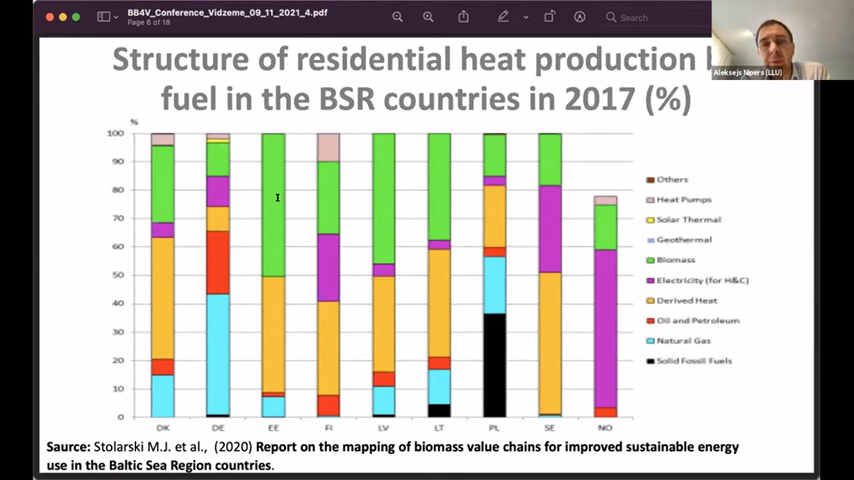 BB4V_Conference_Vidzeme_09_11_2021_4.pdf
Page 6 of 18
Search
Aleksejs Nipers (LLU)
Structure of residential heat production
fuel in the BSR countries in 2017 (%)
%
100
90
80
70
60
50
40
30
20
10
0
DK DE EE FI LV LT PL SE NO
Others
Heat Pumps
Solar Thermal
Geothermal
Biomass
Electricity (for H&C)
Derived Heat
Oil and Petroleum
Natural Gas
Solid Fossil Fuels
Source: Stolarski M.J. et al., (2020) Report on the mapping of biomass value chains for improved sustainable energy
use in the Baltic Sea Region countries.